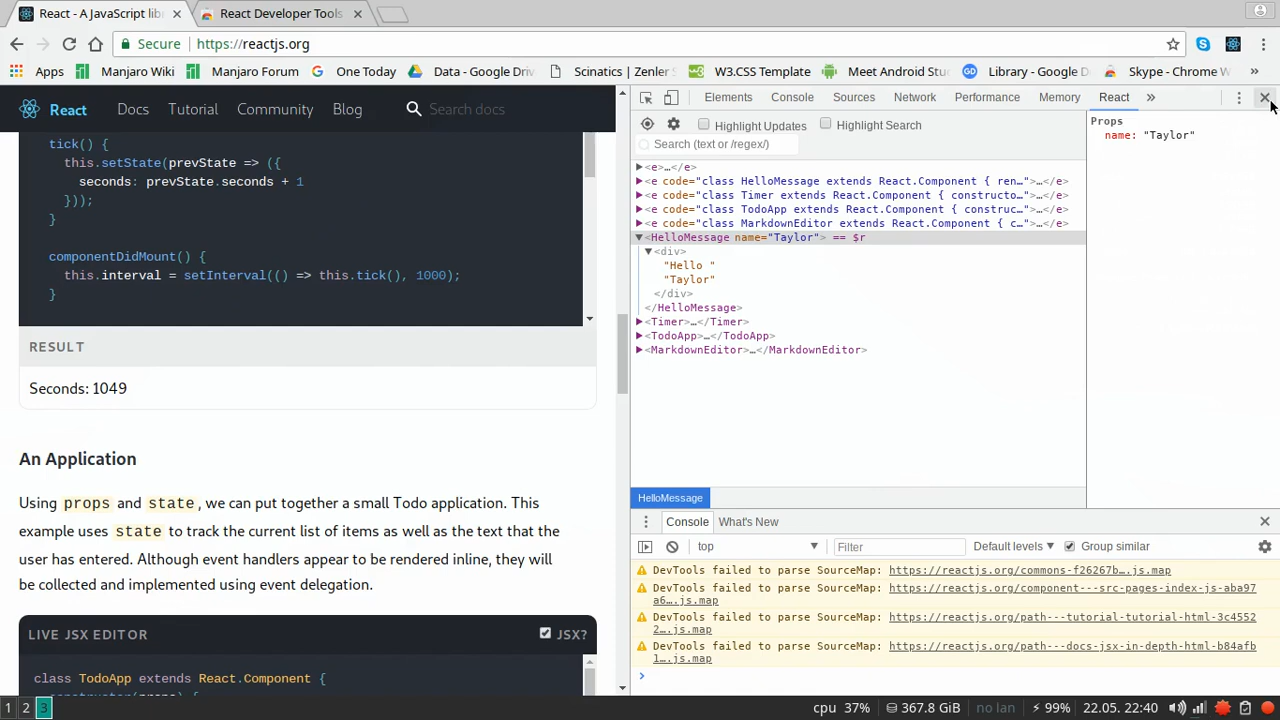 React - A JavaScript lib
React Developer Tools
Secure https://reactjs.org
Apps Manjaro Wiki Manjaro Forum One Today Data - Google Driv Scinatics | Zenler S W3.CSS Template Meet Android Stu Library - Google D Skype - Chrome W »
React Docs Tutorial Community Blog Search docs
tick() {
this.setState(prevState => ({
seconds: prevState.seconds + 1
}));
}
componentDidMount() {
this.interval = setInterval(() => this.tick(), 1000);
}
RESULT
Seconds: 1049
An Application
Using props and state, we can put together a small Todo application. This
example uses state to track the current list of items as well as the text that the
user has entered. Although event handlers appear to be rendered inline, they will
be collected and implemented using event delegation.
LIVE JSX EDITOR JSX?
class TodoApp extends React.Component {
constructor(props) {
Elements Console Sources Network Performance Memory React »
Highlight Updates Highlight Search
Search (text or /regex/)
<e>…</e>
<e code="class HelloMessage extends React.Component { ren…">…</e>
<e code="class Timer extends React.Component { constructo…">…</e>
<e code="class TodoApp extends React.Component { construc…">…</e>
<e code="class MarkdownEditor extends React.Component { c…">…</e>
<HelloMessage name="Taylor"> == $r
<div>
"Hello "
"Taylor"
</div>
</HelloMessage>
<Timer>…</Timer>
<TodoApp>…</TodoApp>
<MarkdownEditor>…</MarkdownEditor>
HelloMessage
Props
name: "Taylor"
Console What's New
top Filter Default levels Group similar
DevTools failed to parse SourceMap: https://reactjs.org/commons-f26267b….js.map
DevTools failed to parse SourceMap: https://reactjs.org/component---src-pages-index-js-aba97
a6….js.map
DevTools failed to parse SourceMap: https://reactjs.org/path---tutorial-tutorial-html-3c4552
2….js.map
DevTools failed to parse SourceMap: https://reactjs.org/path---docs-jsx-in-depth-html-b84afb
1….js.map
1 2 3 cpu 37% 367.8 GiB no lan 99% 22.05. 22:40